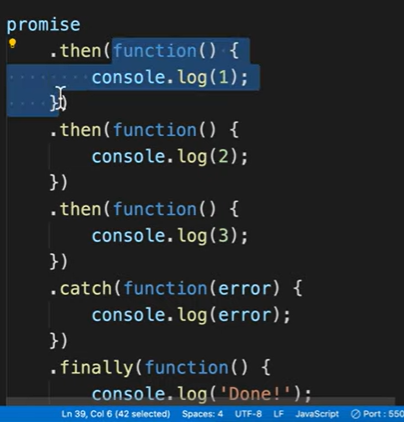 promise
    .then(function() {
        console.log(1);
    })
    .then(function() {
        console.log(2);
    })
    .then(function() {
        console.log(3);
    })
    .catch(function(error) {
        console.log(error);
    })
    .finally(function() {
        console.log('Done!');
Ln 39, Col 6 (42 selected) Spaces: 4 UTF-8 LF JavaScript Port : 550